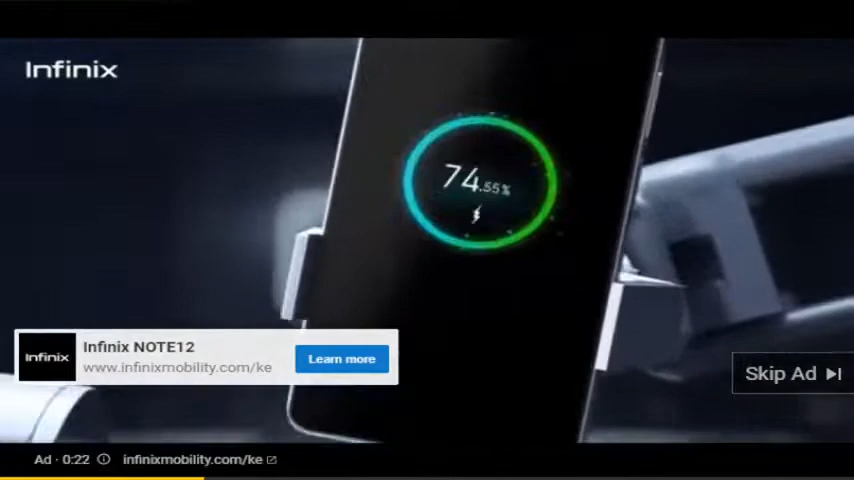 Infinix
74.55%
Infinix
Infinix NOTE12
www.infinixmobility.com/ke
Learn more
Skip Ad
Ad · 0:22
infinixmobility.com/ke